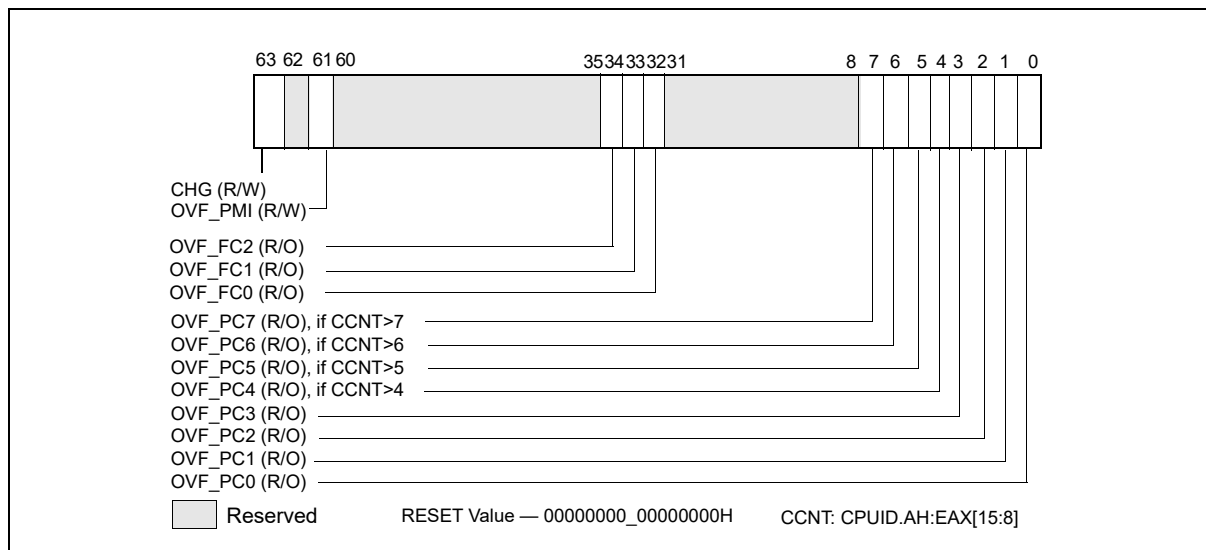 63 62 61 60 35 34 33 32 31 8 7 6 5 4 3 2 1 0
CHG (R/W)
OVF_PMI (R/W)
OVF_FC2 (R/O)
OVF_FC1 (R/O)
OVF_FC0 (R/O)
OVF_PC7 (R/O), if CCNT>7
OVF_PC6 (R/O), if CCNT>6
OVF_PC5 (R/O), if CCNT>5
OVF_PC4 (R/O), if CCNT>4
OVF_PC3 (R/O)
OVF_PC2 (R/O)
OVF_PC1 (R/O)
OVF_PC0 (R/O)
Reserved RESET Value — 00000000_00000000H CCNT: CPUID.AH:EAX[15:8]